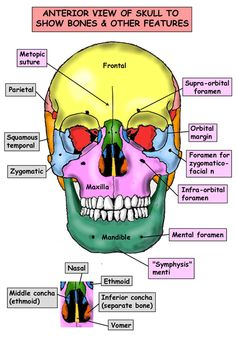 ANTERIOR VIEW OF SKULL TO
SHOW BONES & OTHER FEATURES
Metopic
suture
Frontal
Supra-orbital
foramen
Parietal
Orbital
margin
Squamous
temporal
Foramen for
zygomatico-
facial n
Zygomatic
Maxilla
Infra-orbital
foramen
Mandible
Mental foramen
"Symphysis"
menti
Nasal
Ethmoid
Middle concha
(ethmoid)
Inferior concha
(separate bone)
Vomer